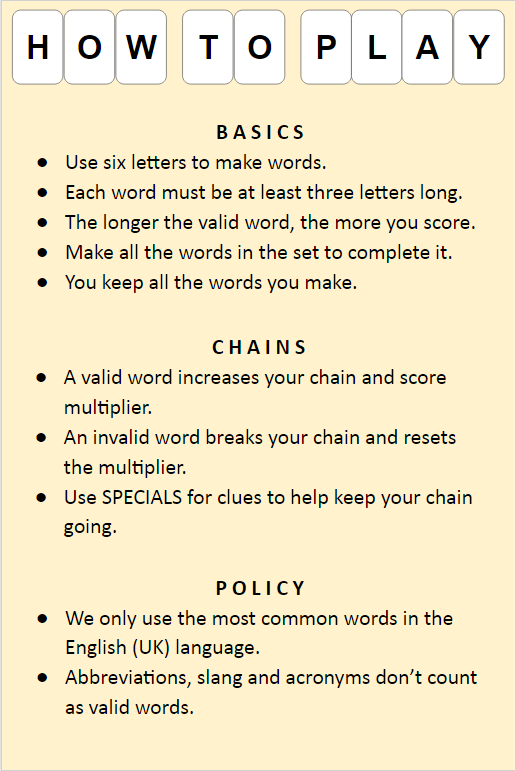 HOW TO PLAY
BASICS
● Use six letters to make words.
● Each word must be at least three letters long.
● The longer the valid word, the more you score.
● Make all the words in the set to complete it.
● You keep all the words you make.
CHAINS
● A valid word increases your chain and score
multiplier.
● An invalid word breaks your chain and resets
the multiplier.
● Use SPECIALS for clues to help keep your chain
going.
POLICY
● We only use the most common words in the
English (UK) language.
● Abbreviations, slang and acronyms don’t count
as valid words.